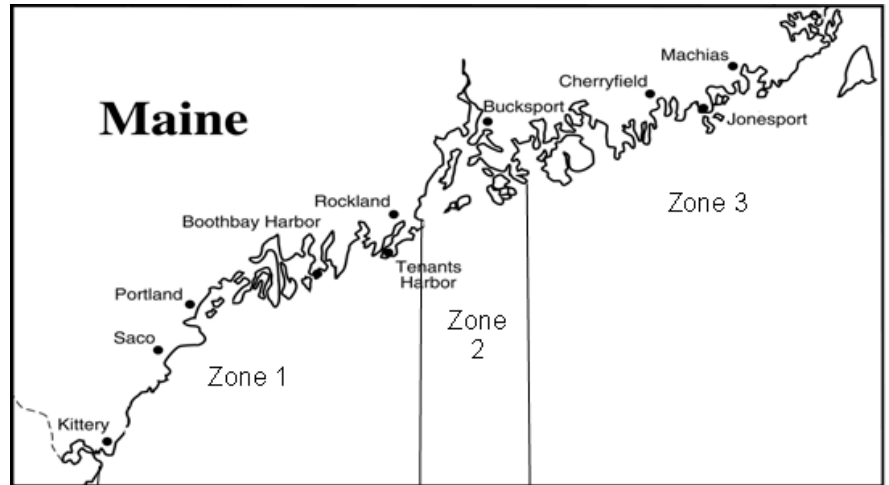 Machias
Cherryfield
Maine
Bucksport
Jonesport
Rockland
Zone 3
Boothbay Harbor
Tenants
Harbor
Portland
Zone
2
Saco
Zone 1
Kittery